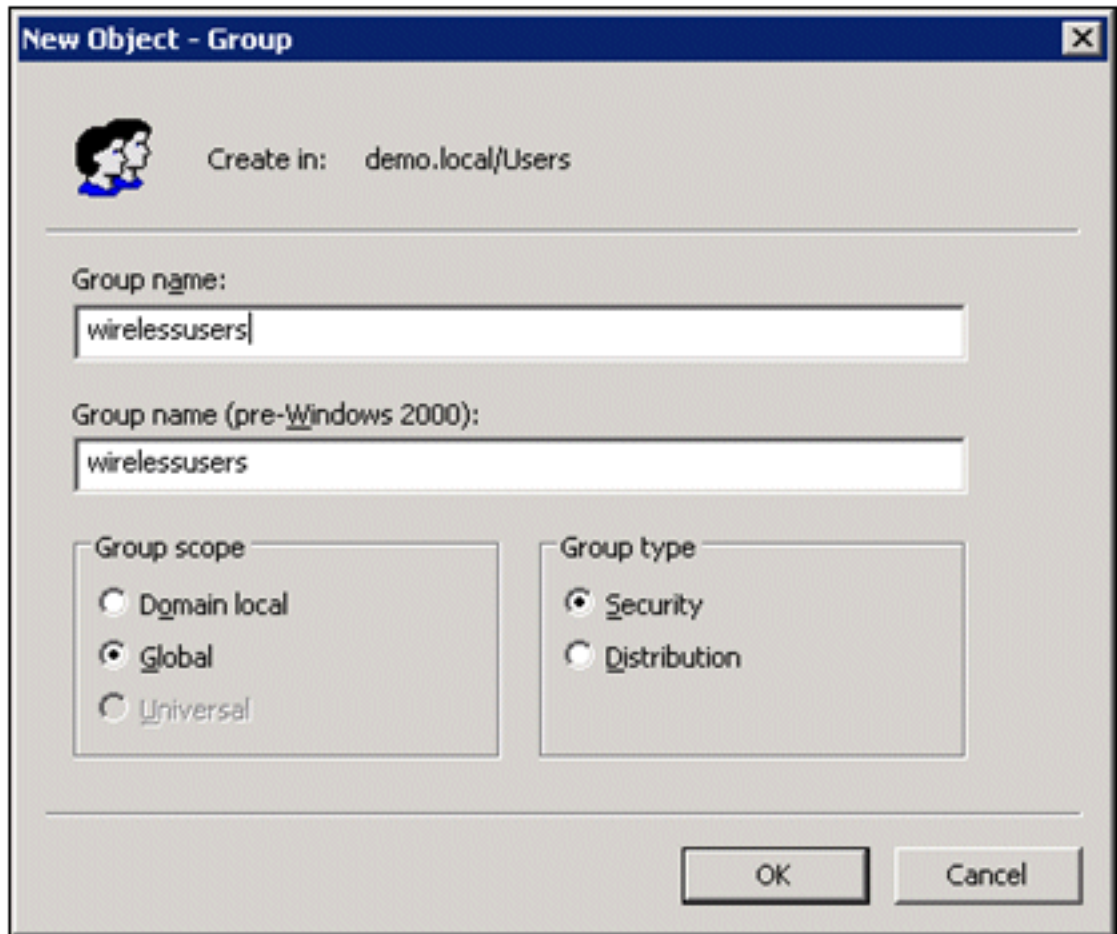 New Object - Group
Create in: demo.local/Users
Group name:
wirelessusers
Group name (pre-Windows 2000):
wirelessusers
Group scope
Domain local
Global
Universal
Group type
Security
Distribution
OK
Cancel